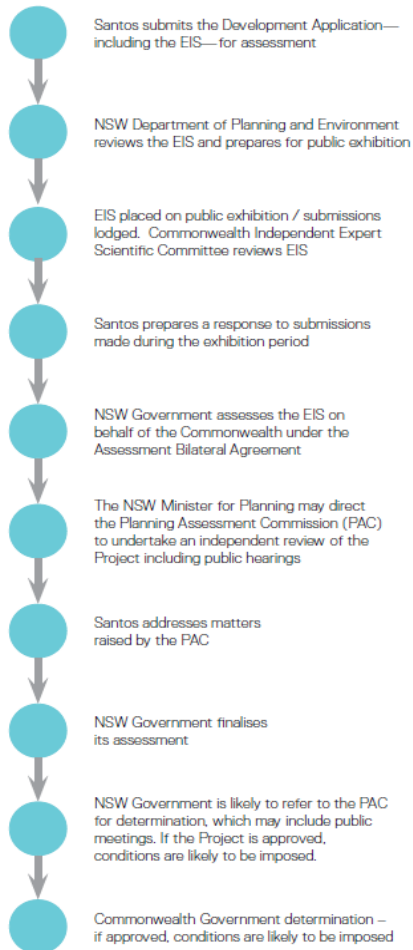 Santos submits the Development Application—
including the EIS—for assessment
NSW Department of Planning and Environment
reviews the EIS and prepares for public exhibition
EIS placed on public exhibition / submissions
lodged. Commonwealth Independent Expert
Scientific Committee reviews EIS
Santos prepares a response to submissions
made during the exhibition period
NSW Government assesses the EIS on
behalf of the Commonwealth under the
Assessment Bilateral Agreement
The NSW Minister for Planning may direct
the Planning Assessment Commission (PAC)
to undertake an independent review of the
Project including public hearings
Santos addresses matters
raised by the PAC
NSW Government finalises
its assessment
NSW Government is likely to refer to the PAC
for determination, which may include public
meetings. If the Project is approved,
conditions are likely to be imposed.
Commonwealth Government determination –
if approved, conditions are likely to be imposed